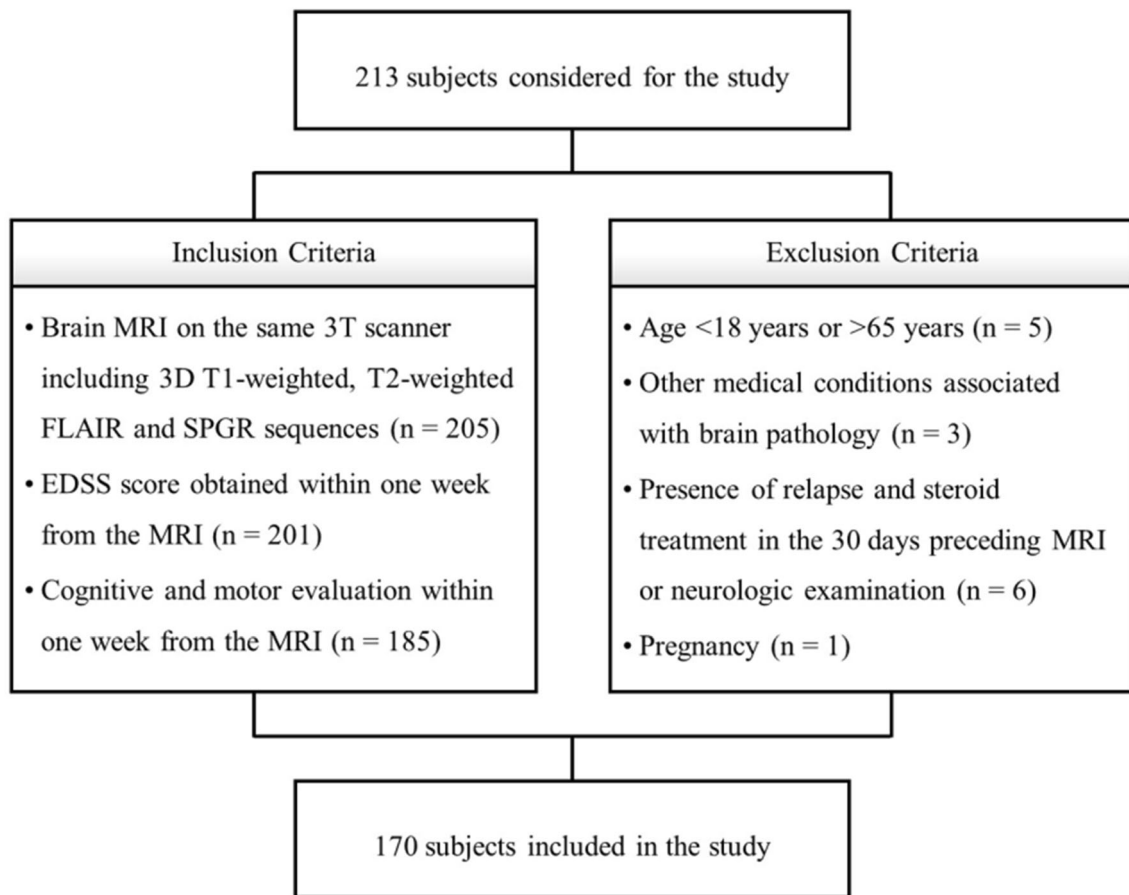 213 subjects considered for the study
Inclusion Criteria
• Brain MRI on the same 3T scanner
including 3D T1-weighted, T2-weighted
FLAIR and SPGR sequences (n = 205)
• EDSS score obtained within one week
from the MRI (n = 201)
• Cognitive and motor evaluation within
one week from the MRI (n = 185)
Exclusion Criteria
• Age <18 years or >65 years (n = 5)
• Other medical conditions associated
with brain pathology (n = 3)
• Presence of relapse and steroid
treatment in the 30 days preceding MRI
or neurologic examination (n = 6)
• Pregnancy (n = 1)
170 subjects included in the study